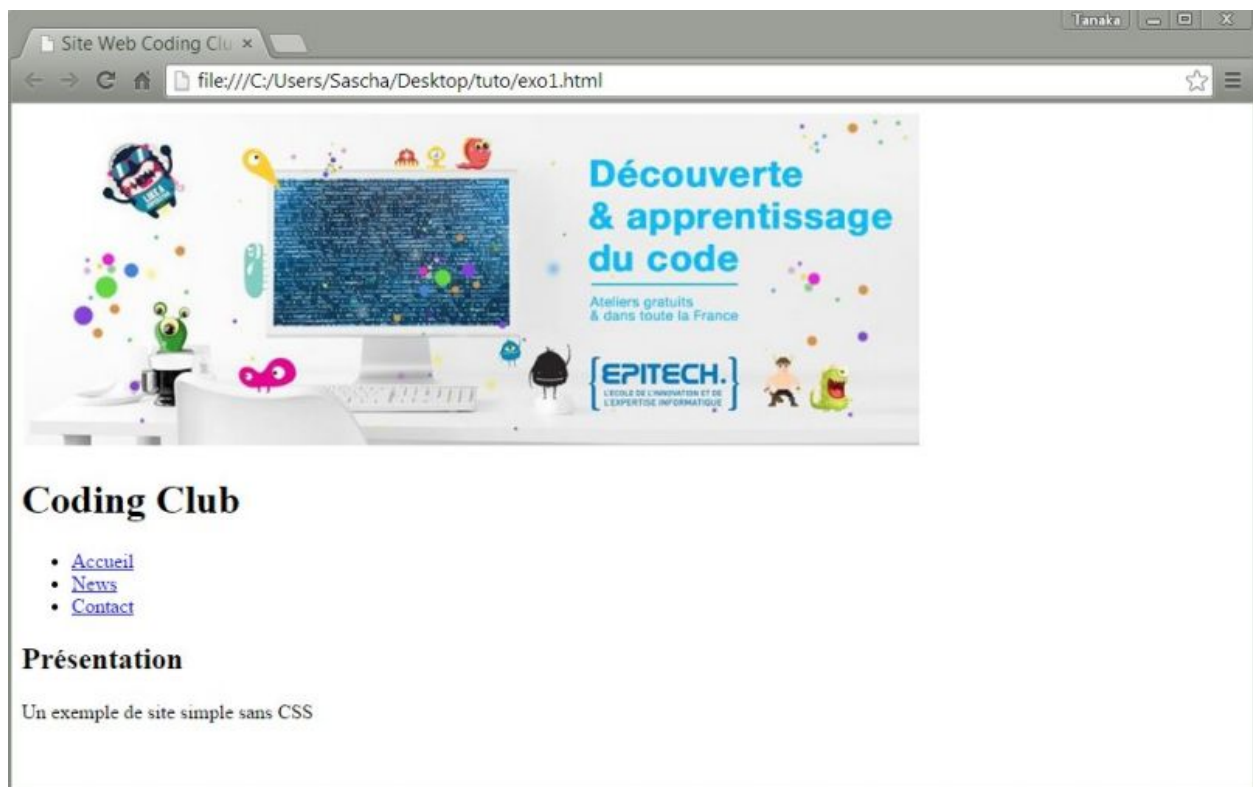 Tanaka
Site Web Coding Clu
file:///C:/Users/Sascha/Desktop/tuto/exo1.html
LIKE A
Découverte
& apprentissage
du code
Ateliers gratuits
& dans toute la France
{EPITECH.}
L'ECOLE DE L'INNOVATION ET DE
L'EXPERTISE INFORMATIQUE
Coding Club
• Accueil
• News
• Contact
Présentation
Un exemple de site simple sans CSS